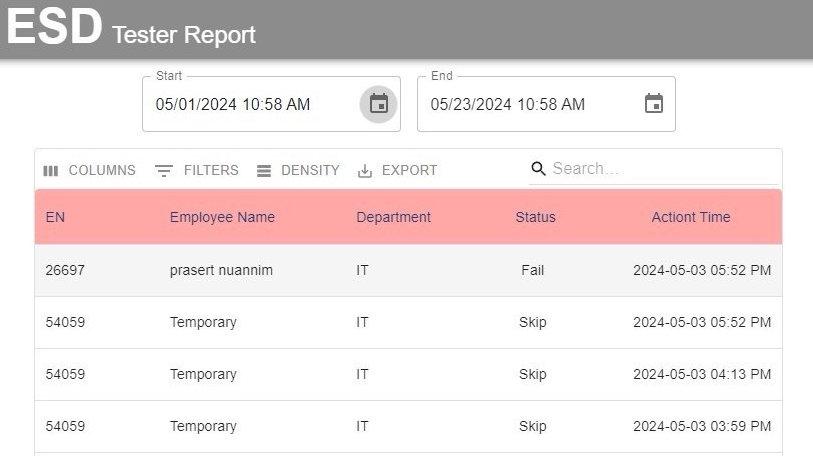 ESD Tester Report
Start End
05/01/2024 10:58 AM 05/23/2024 10:58 AM
COLUMNS FILTERS DENSITY EXPORT Search…
EN Employee Name Department Status Actiont Time
26697 prasert nuannim IT Fail 2024-05-03 05:52 PM
54059 Temporary IT Skip 2024-05-03 05:52 PM
54059 Temporary IT Skip 2024-05-03 04:13 PM
54059 Temporary IT Skip 2024-05-03 03:59 PM